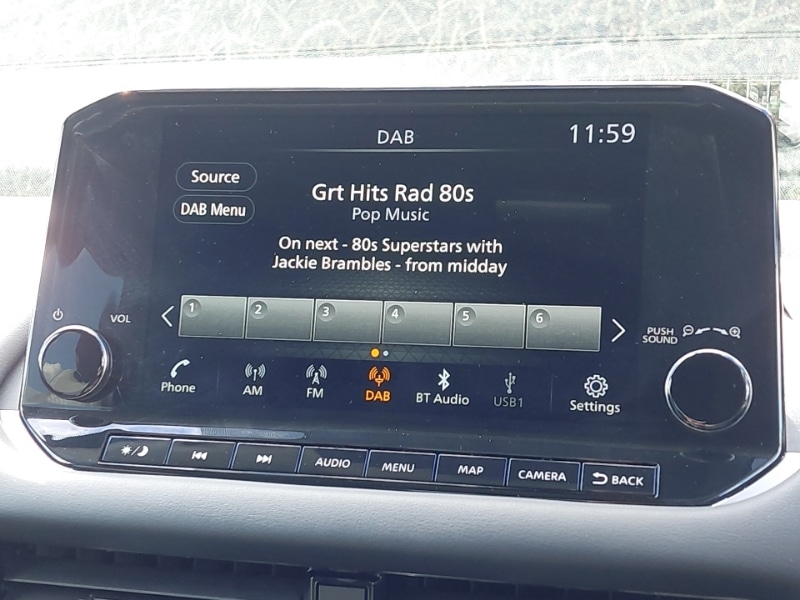 DAB
11:59
Source
DAB Menu
Grt Hits Rad 80s
Pop Music
On next - 80s Superstars with
Jackie Brambles - from midday
1 2 3 4 5 6
VOL
PUSH
SOUND
Phone AM FM DAB BT Audio USB1 Settings
AUDIO MENU MAP CAMERA BACK